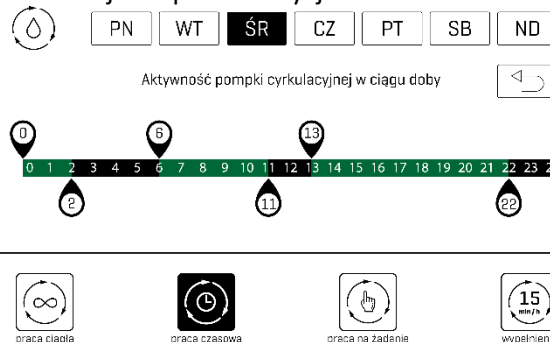 PN WT ŚR CZ PT SB ND
Aktywność pompki cyrkulacyjnej w ciągu doby
0 6 13
0 1 2 3 4 5 6 7 8 9 10 11 12 13 14 15 16 17 18 19 20 21 22 23
2 11 22
15
min/h
praca ciągła praca czasowa praca na żądanie